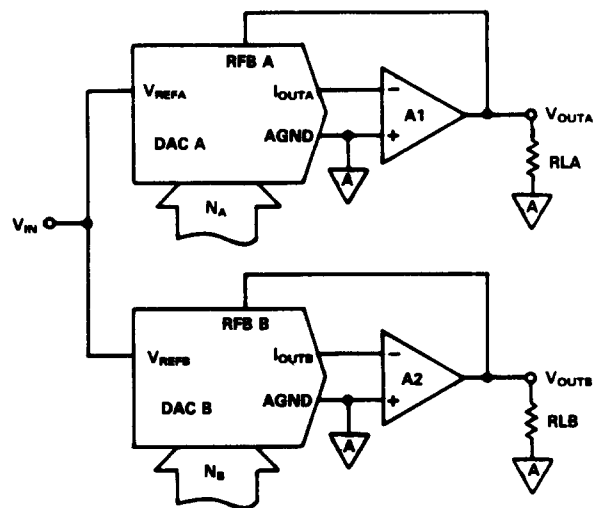 RFB A
VREFA
IOUTA
DAC A
AGND
NA
−
+
A1
A
VOUTA
RLA
A
VIN
RFB B
VREFB
IOUTB
DAC B
AGND
NB
−
+
A2
A
VOUTB
RLB
A